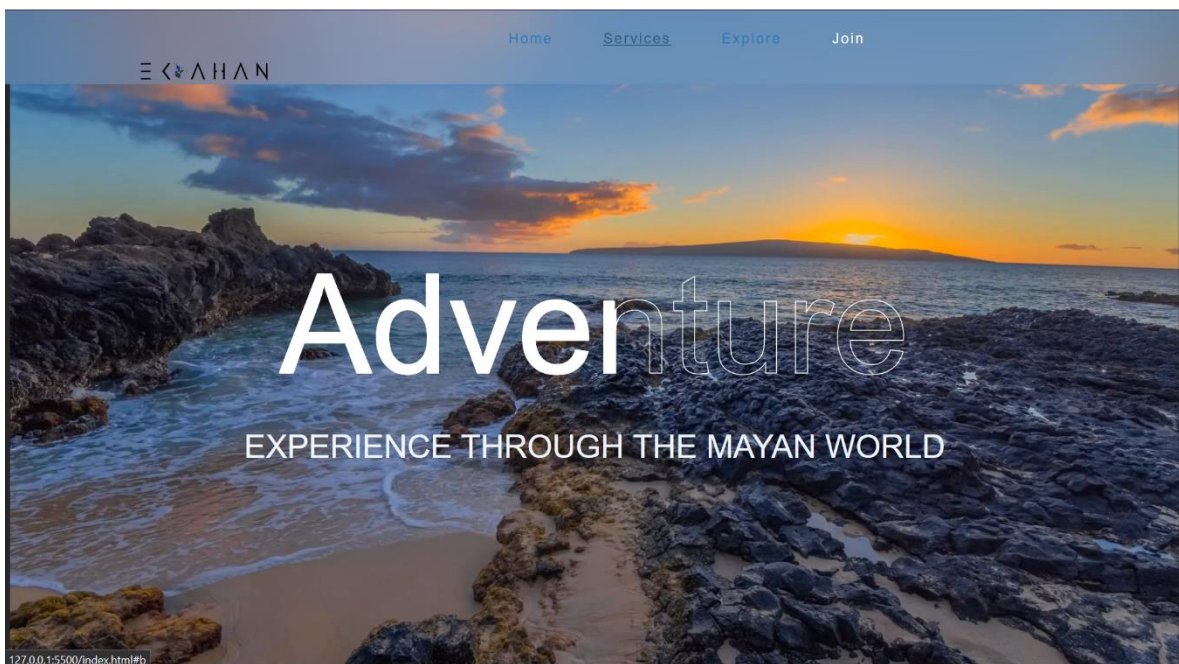 Home Services Explore Join
Adventure
EXPERIENCE THROUGH THE MAYAN WORLD
127.0.0.1:5500/index.html#b